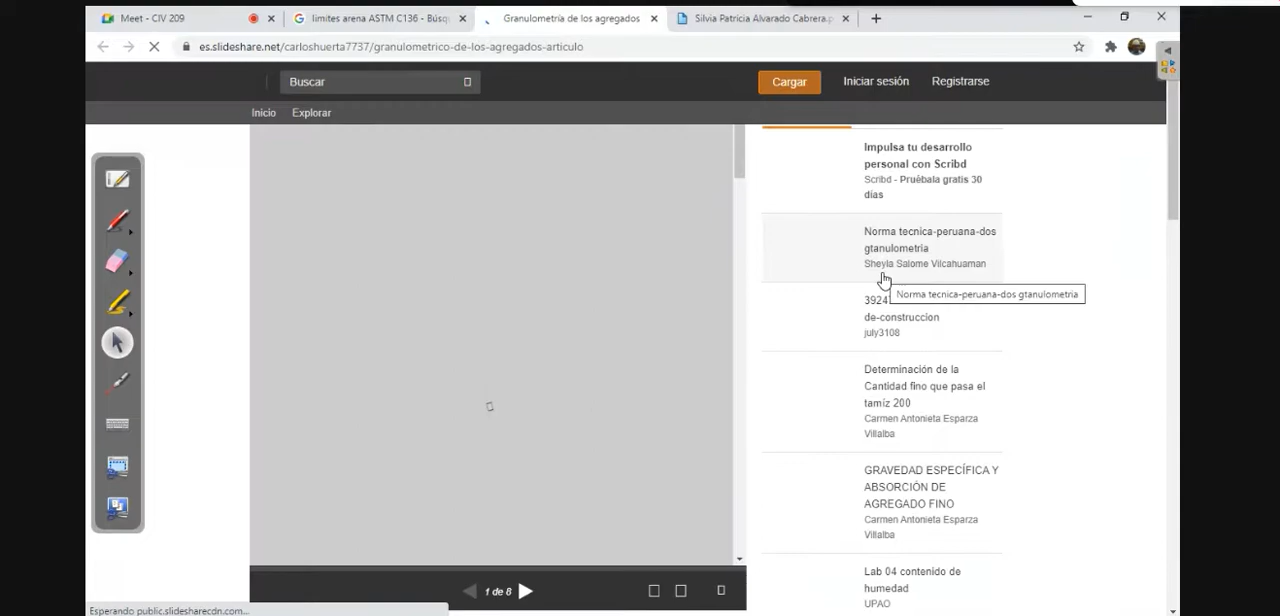 Meet - CIV 209
limites arena ASTM C136 - Búsq
Granulometría de los agregados
Silvia Patricia Alvarado Cabrera.p
es.slideshare.net/carloshuerta7737/granulometrico-de-los-agregados-articulo
Buscar
Cargar
Iniciar sesión
Registrarse
Inicio
Explorar
Impulsa tu desarrollo
personal con Scribd
Scribd - Pruébala gratis 30
días
Norma tecnica-peruana-dos
gtanulometria
Sheyla Salome Vilcahuaman
Norma tecnica-peruana-dos gtanulometria
3924
de-construccion
july3108
Determinación de la
Cantidad fino que pasa el
tamiz 200
Carmen Antonieta Esparza
Villalba
GRAVEDAD ESPECÍFICA Y
ABSORCIÓN DE
AGREGADO FINO
Carmen Antonieta Esparza
Villalba
Lab 04 contenido de
humedad
UPAO
1 de 8
Esperando public.slidesharecdn.com...